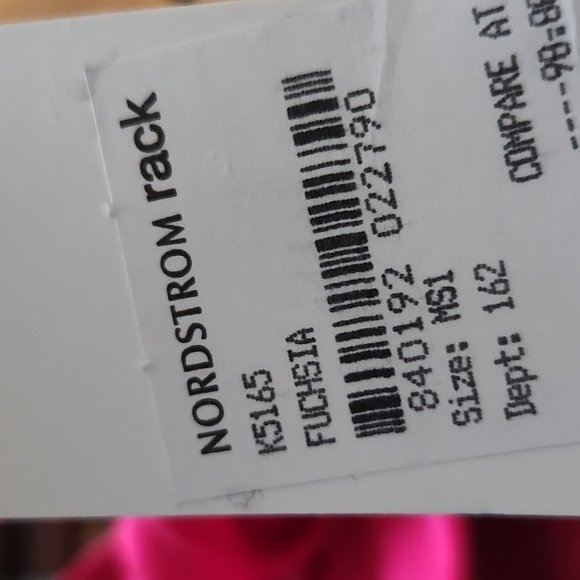 NORDSTROM rack
K5165
FUCHSIA
840192 022790
Size: MS1
Dept: 162
COMPARE AT